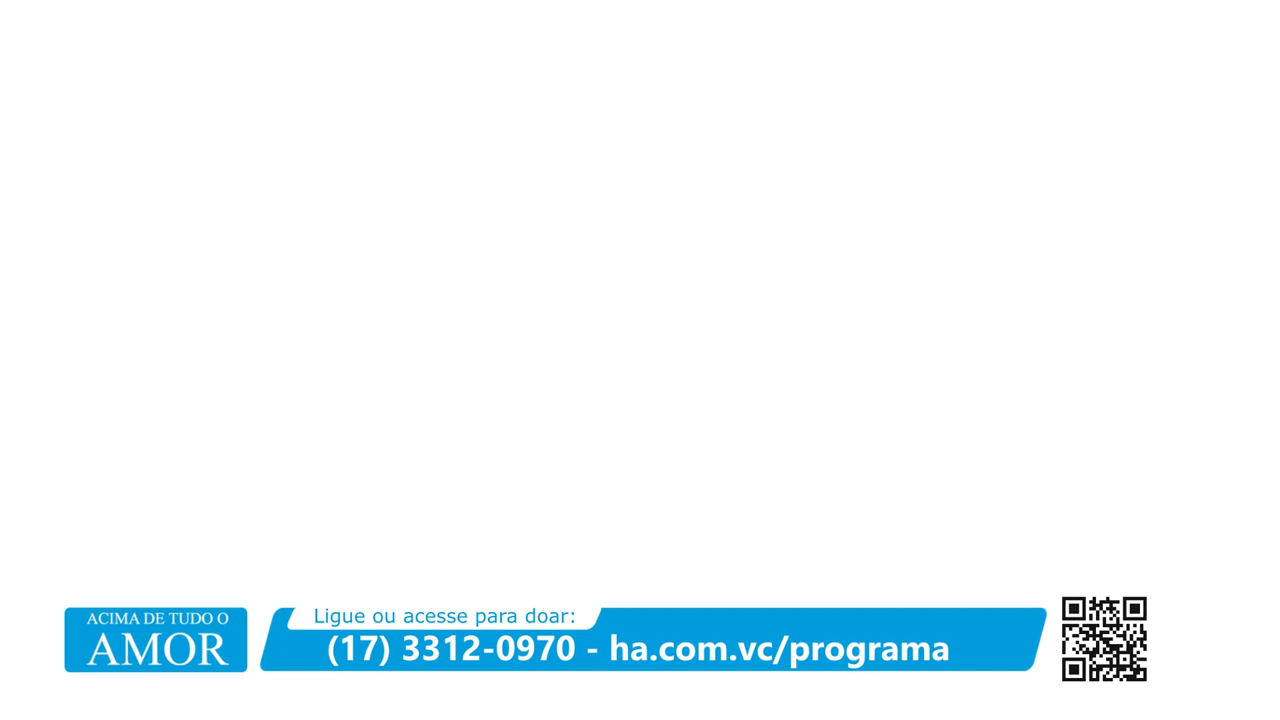 ACIMA DE TUDO O
AMOR
Ligue ou acesse para doar:
(17) 3312-0970 - ha.com.vc/programa